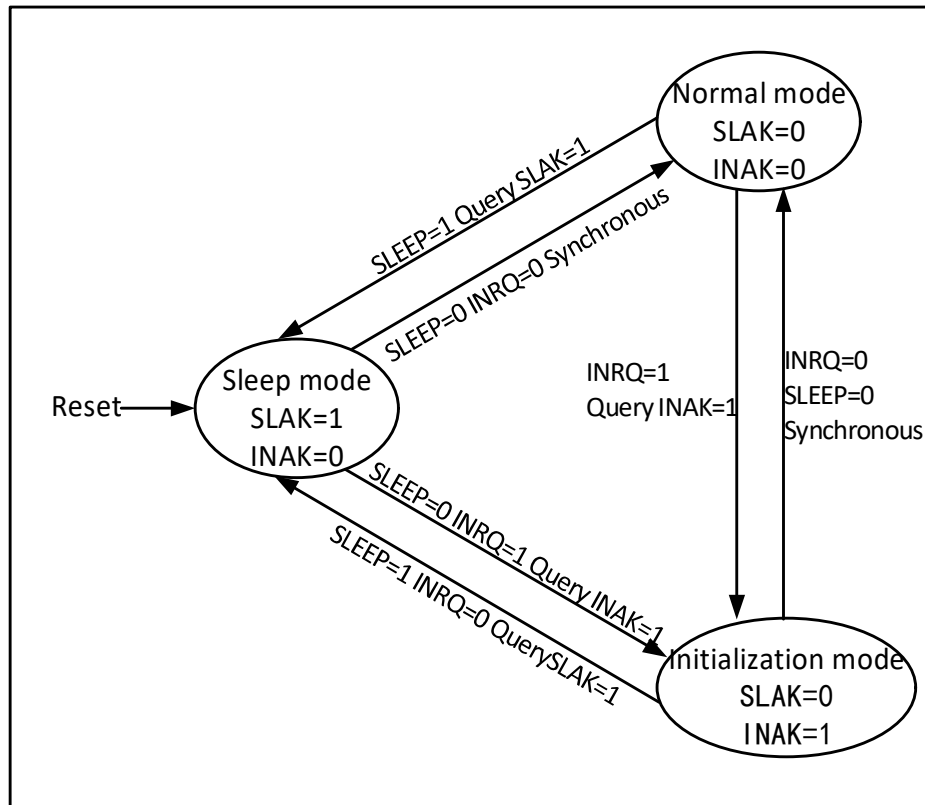 Normal mode
SLAK=0
INAK=0
SLEEP=1 Query SLAK=1
SLEEP=0 INRQ=0 Synchronous
Reset
Sleep mode
SLAK=1
INAK=0
INRQ=1
Query INAK=1
INRQ=0
SLEEP=0
Synchronous
SLEEP=0 INRQ=1 Query INAK=1
SLEEP=1 INRQ=0 QuerySLAK=1
Initialization mode
SLAK=0
INAK=1